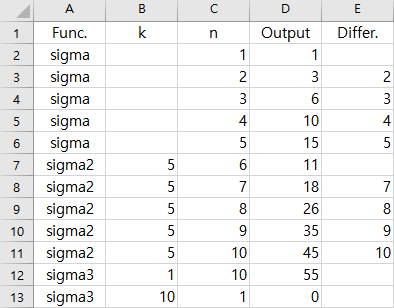 A B C D E
1 Func. k n Output Differ.
2 sigma 1 1
3 sigma 2 3 2
4 sigma 3 6 3
5 sigma 4 10 4
6 sigma 5 15 5
7 sigma2 5 6 11
8 sigma2 5 7 18 7
9 sigma2 5 8 26 8
10 sigma2 5 9 35 9
11 sigma2 5 10 45 10
12 sigma3 1 10 55
13 sigma3 10 1 0